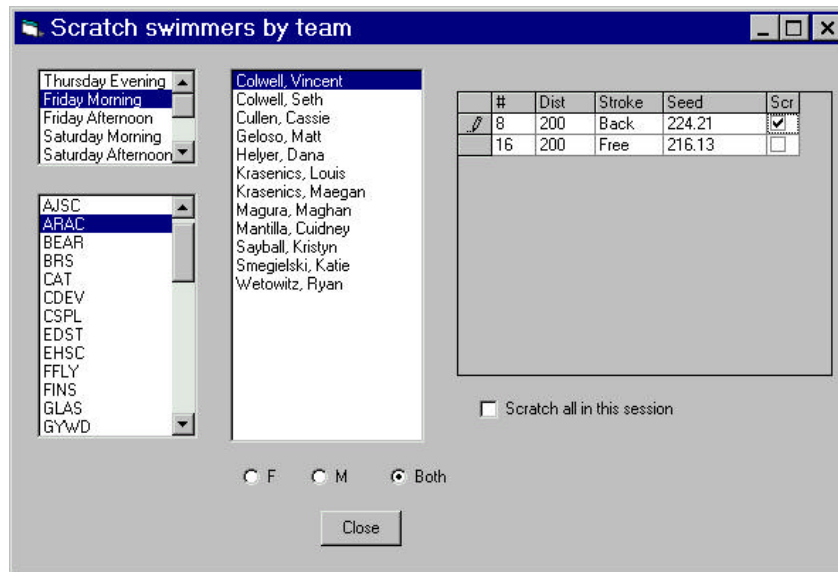 Scratch swimmers by team
Thursday Evening
Friday Morning
Friday Afternoon
Saturday Morning
Saturday Afternoon
AJSC
ARAC
BEAR
BRS
CAT
CDEV
CSPL
EDST
EHSC
FFLY
FINS
GLAS
GYWD
Colwell, Vincent
Colwell, Seth
Cullen, Cassie
Geloso, Matt
Helyer, Dana
Krasenics, Louis
Krasenics, Maegan
Magura, Maghan
Mantilla, Cuidney
Sayball, Kristyn
Smegielski, Katie
Wetowitz, Ryan
# Dist Stroke Seed Scr
8 200 Back 224.21
16 200 Free 216.13
Scratch all in this session
F M Both
Close